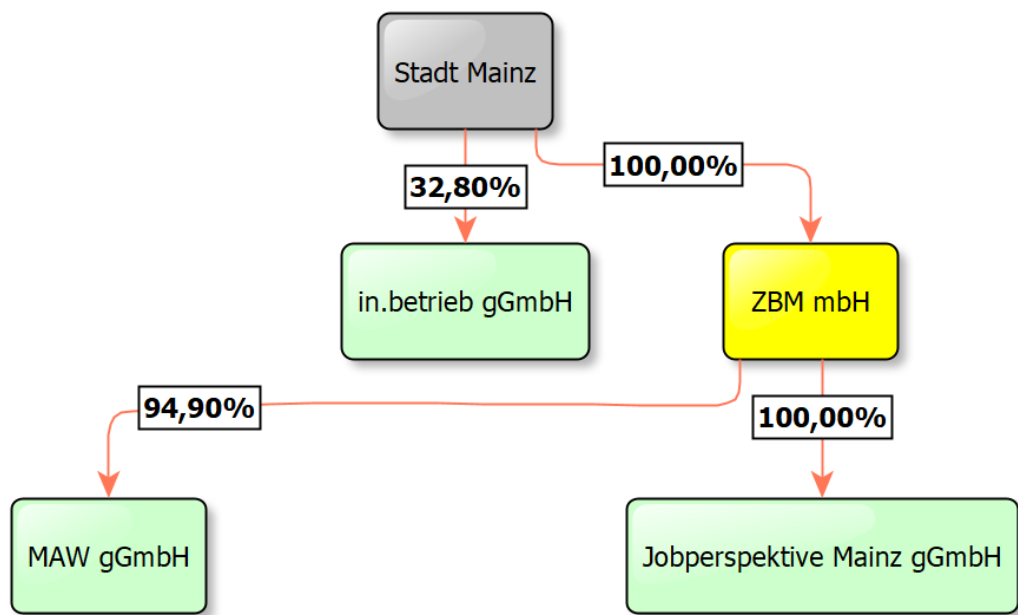 Stadt Mainz
32,80%
100,00%
in.betrieb gGmbH
ZBM mbH
94,90%
100,00%
MAW gGmbH
Jobperspektive Mainz gGmbH